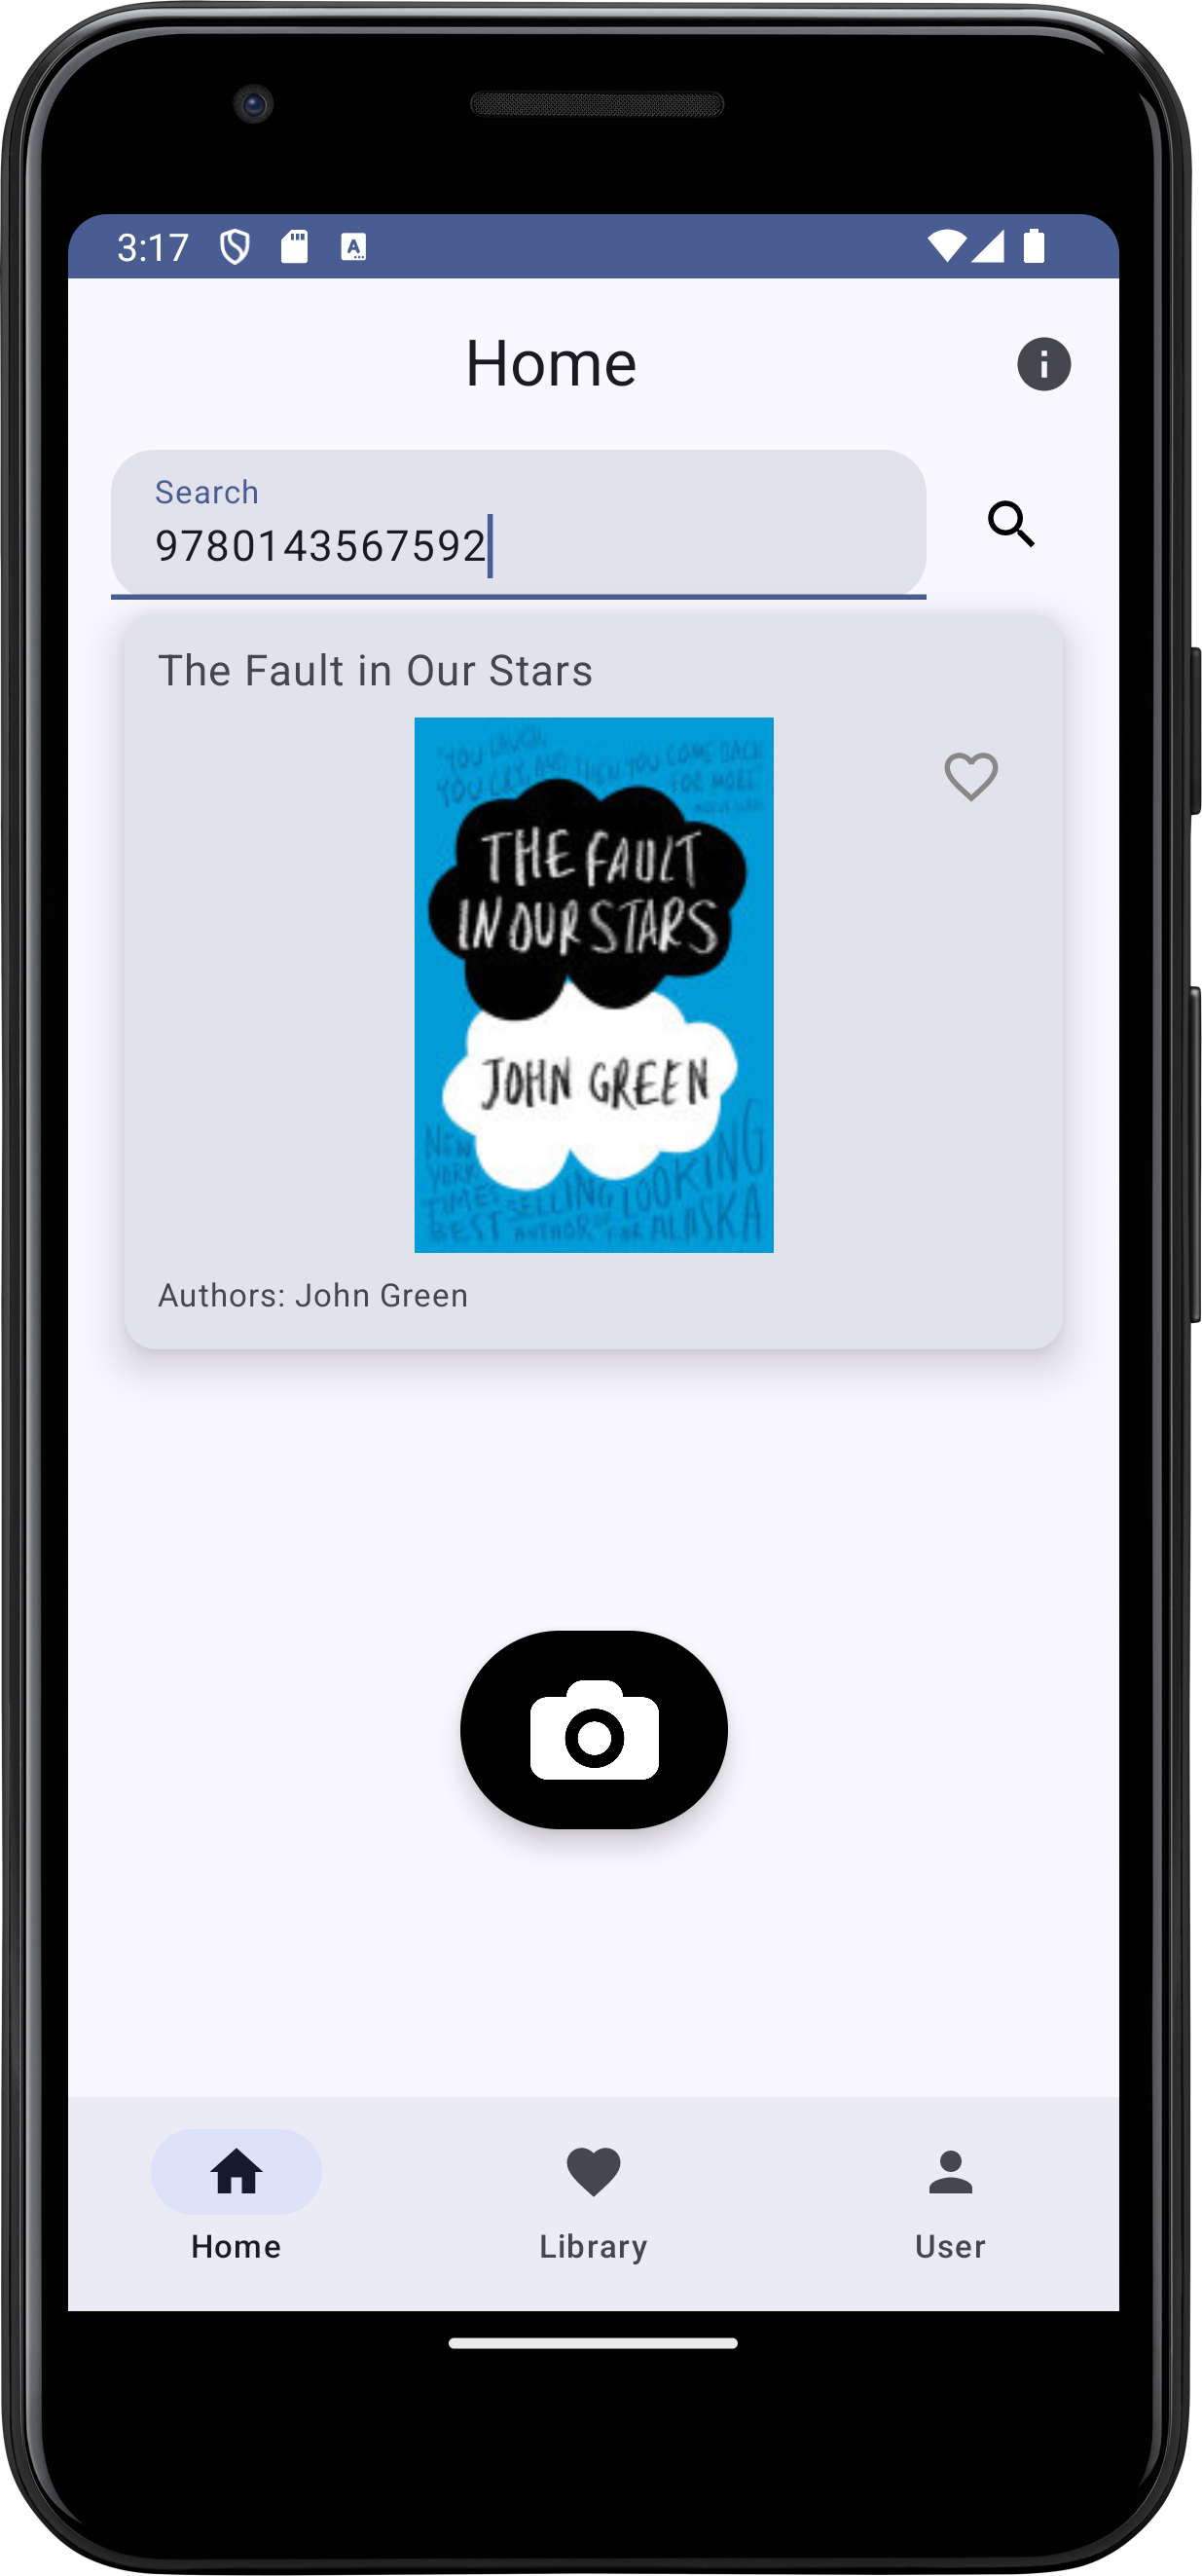 3:17
Home
Search
9780143567592
The Fault in Our Stars
"YOU LAUGH,
YOU CRY, AND THEN YOU COME BACK
FOR MORE"
THE FAULT
IN OUR STARS
JOHN GREEN
NEW
YORK
TIMES SELLING LOOKING
BEST AUTHOR OF FOR ALASKA
Authors: John Green
Home
Library
User